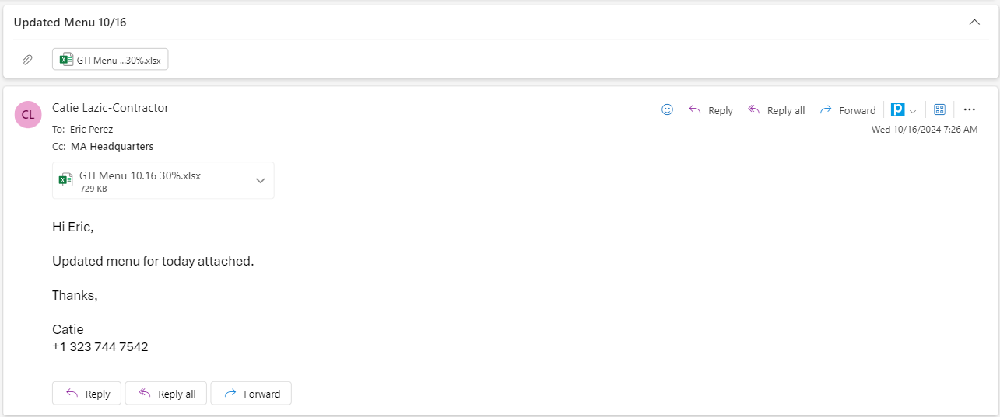 Updated Menu 10/16
GTI Menu ...30%.xlsx
CL
Catie Lazic-Contractor
Reply
Reply all
Forward
p
To: Eric Perez
Wed 10/16/2024 7:26 AM
Cc: MA Headquarters
GTI Menu 10.16 30%.xlsx
729 KB
Hi Eric,
Updated menu for today attached.
Thanks,
Catie
+1 323 744 7542
Reply
Reply all
Forward